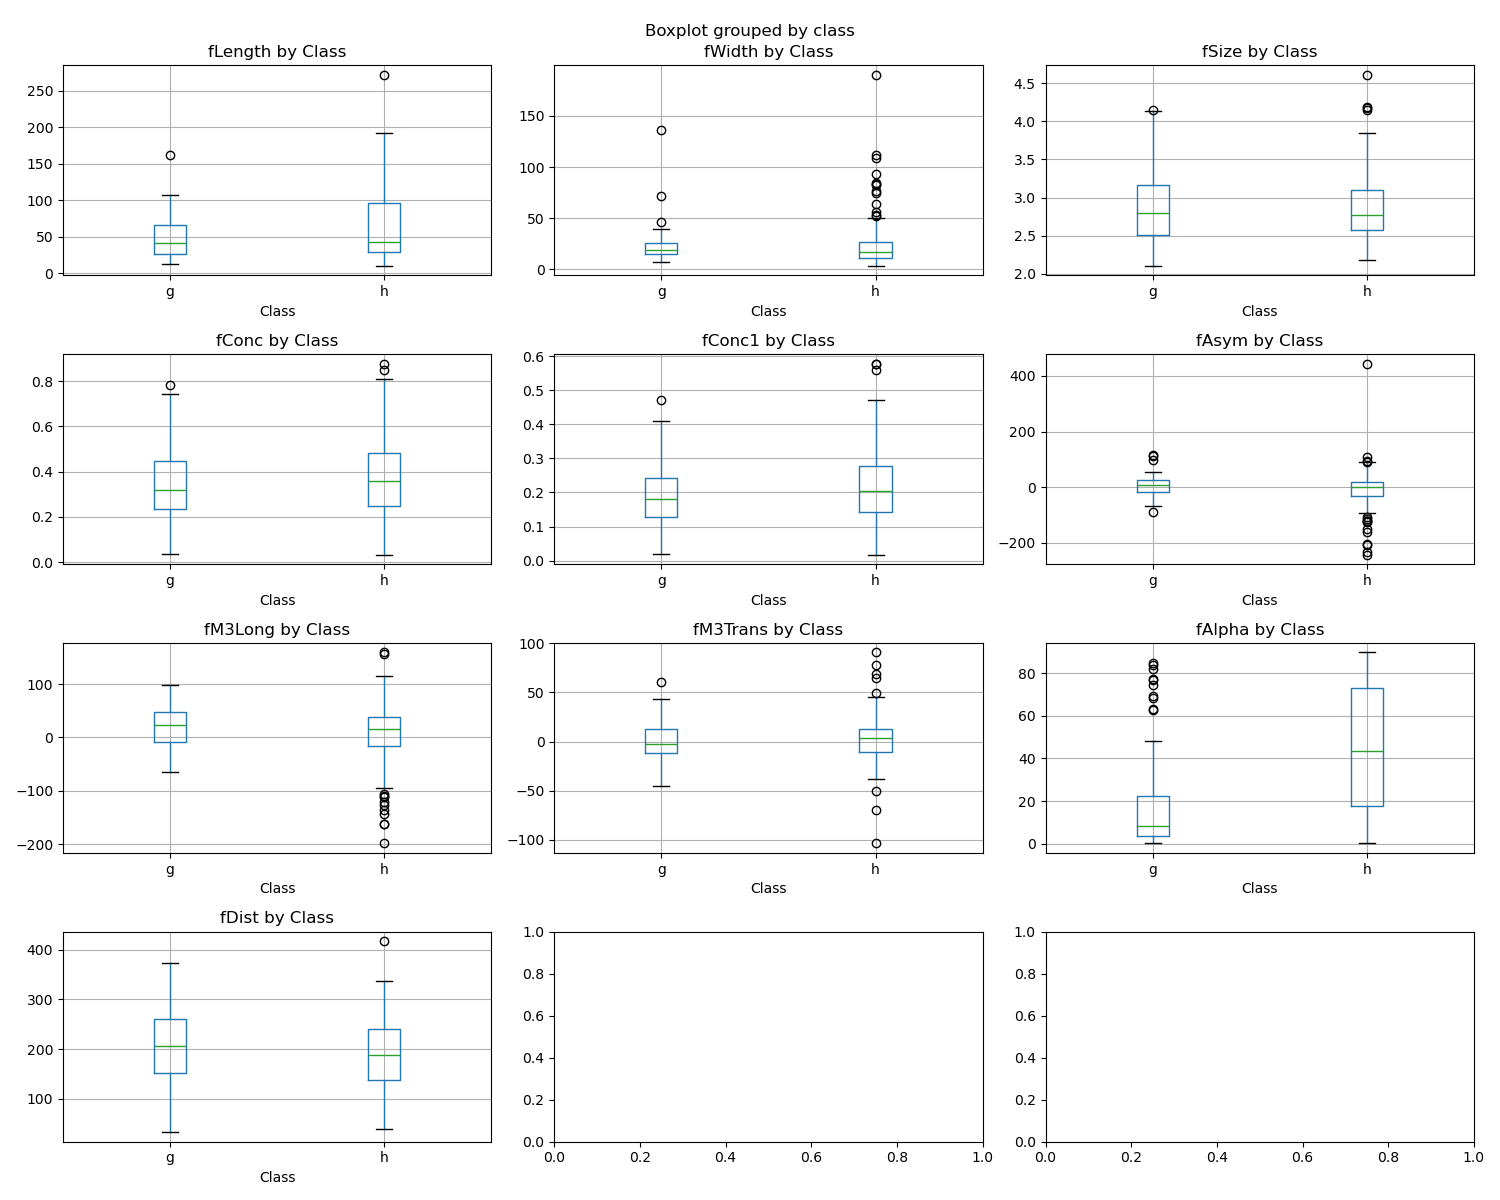 Boxplot grouped by class
fLength by Class
250
200
150
100
50
0
g
h
Class
fWidth by Class
150
100
50
0
g
h
Class
fSize by Class
4.5
4.0
3.5
3.0
2.5
2.0
g
h
Class
fConc by Class
0.8
0.6
0.4
0.2
0.0
g
h
Class
fConc1 by Class
0.6
0.5
0.4
0.3
0.2
0.1
0.0
g
h
Class
fAsym by Class
400
200
0
−200
g
h
Class
fM3Long by Class
100
0
−100
−200
g
h
Class
fM3Trans by Class
100
50
0
−50
−100
g
h
Class
fAlpha by Class
80
60
40
20
0
g
h
Class
fDist by Class
400
300
200
100
g
h
Class
1.0
0.8
0.6
0.4
0.2
0.0
0.0 0.2 0.4 0.6 0.8 1.0
1.0
0.8
0.6
0.4
0.2
0.0
0.0 0.2 0.4 0.6 0.8 1.0